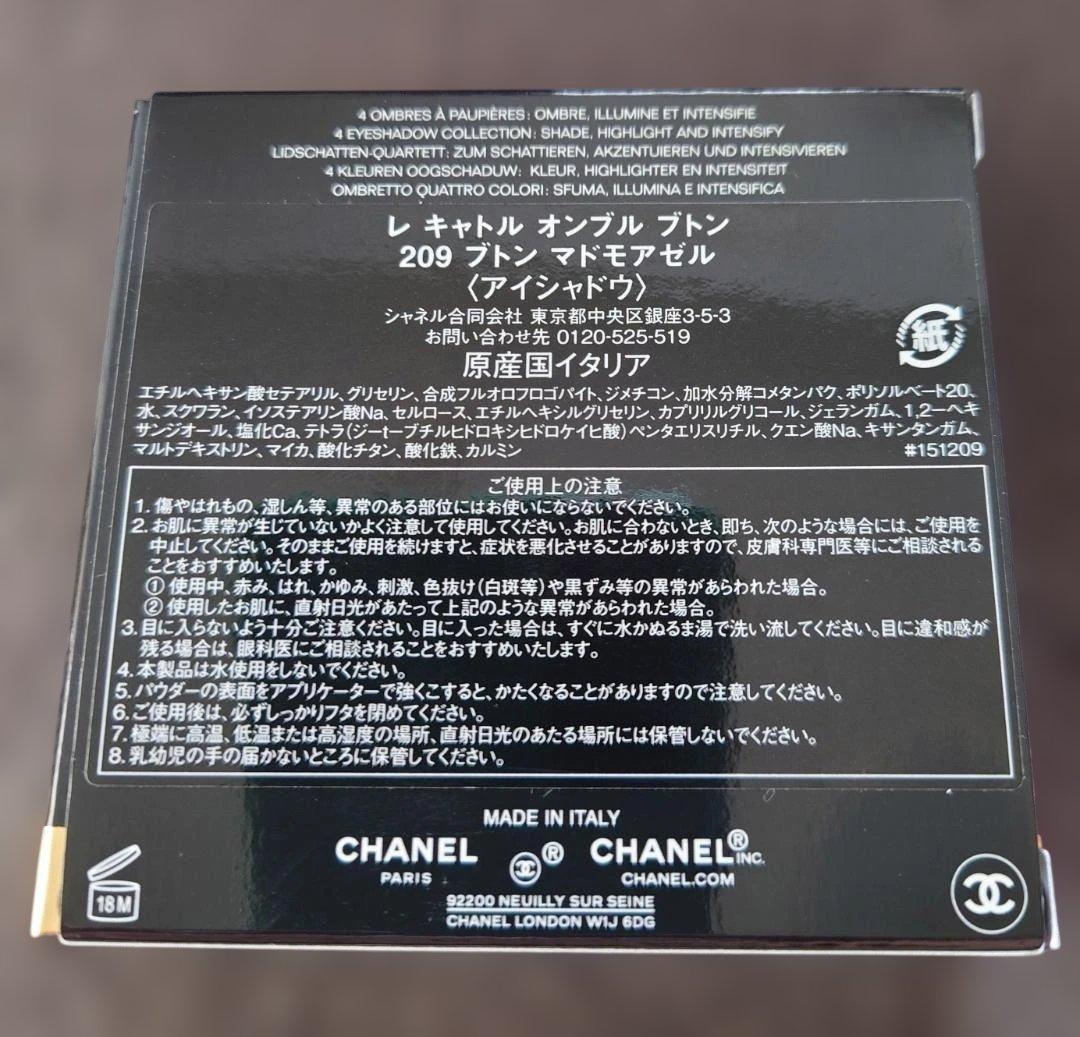 4 OMBRES À PAUPIÈRES: OMBRE, ILLUMINE ET INTENSIFIE
4 EYESHADOW COLLECTION: SHADE, HIGHLIGHT AND INTENSIFY
LIDSCHATTEN-QUARTETT: ZUM SCHATTIEREN, AKZENTUIEREN UND INTENSIVIEREN
4 KLEUREN OOGSCHADUW: KLEUR, HIGHLIGHTER EN INTENSITEIT
OMBRETTO QUATTRO COLORI: SFUMA, ILLUMINA E INTENSIFICA
レ キャトル オンブル ブトン
209 ブトン マドモアゼル
〈アイシャドウ〉
シャネル合同会社 東京都中央区銀座3-5-3
お問い合わせ先 0120-525-519
原産国イタリア
紙
エチルヘキサン酸セテアリル、グリセリン、合成フルオロフロゴパイト、ジメチコン、加水分解コメタンパク、ポリソルベート20、
水、スクワラン、イソステアリン酸Na、セルロース、エチルヘキシルグリセリン、カプリリルグリコール、ジェランガム、1,2－ヘキ
サンジオール、塩化Ca、テトラ(ジ－t－ブチルヒドロキシヒドロケイヒ酸)ペンタエリスリチル、クエン酸Na、キサンタンガム、
マルトデキストリン、マイカ、酸化チタン、酸化鉄、カルミン #151209
ご使用上の注意
1. 傷やはれもの、湿しん等、異常のある部位にはお使いにならないでください。
2. お肌に異常が生じていないかよく注意して使用してください。お肌に合わないとき、即ち、次のような場合には、ご使用を
中止してください。そのままご使用を続けますと、症状を悪化させることがありますので、皮膚科専門医等にご相談される
ことをおすすめいたします。
① 使用中、赤み、はれ、かゆみ、刺激、色抜け(白斑等)や黒ずみ等の異常があらわれた場合。
② 使用したお肌に、直射日光があたって上記のような異常があらわれた場合。
3. 目に入らないよう十分ご注意ください。目に入った場合は、すぐに水かぬるま湯で洗い流してください。目に違和感が
残る場合は、眼科医にご相談されることをおすすめいたします。
4. 本製品は水使用をしないでください。
5. パウダーの表面をアプリケーターで強くこすると、かたくなることがありますので注意してください。
6. ご使用後は、必ずしっかりフタを閉めてください。
7. 極端に高温、低温または高湿度の場所、直射日光のあたる場所には保管しないでください。
8. 乳幼児の手の届かないところに保管してください。
MADE IN ITALY
CHANEL ® CHANEL® INC.
PARIS CHANEL.COM
92200 NEUILLY SUR SEINE
CHANEL LONDON W1J 6DG
18M